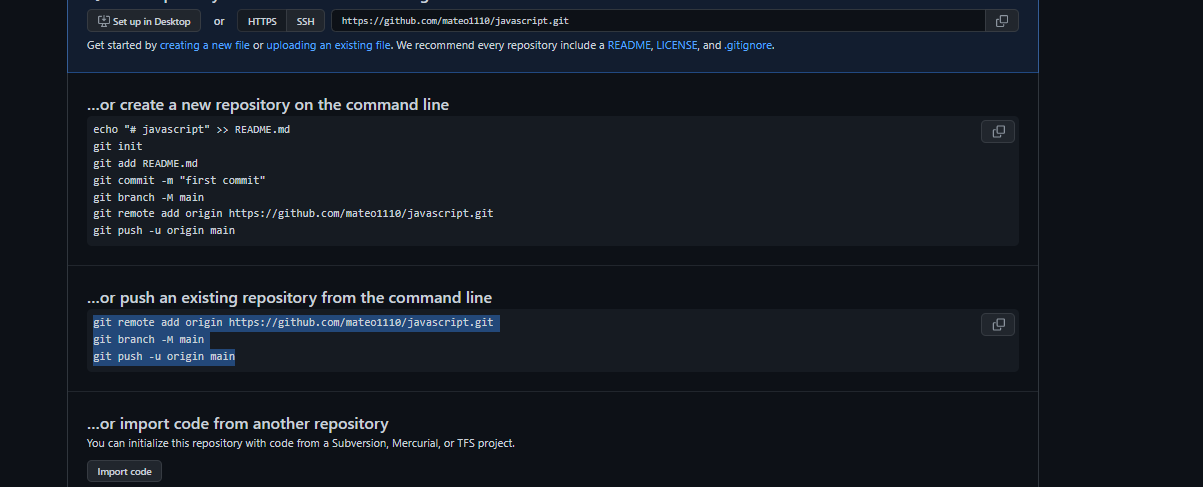 Set up in Desktop or HTTPS SSH https://github.com/mateo1110/javascript.git
Get started by creating a new file or uploading an existing file. We recommend every repository include a README, LICENSE, and .gitignore.
...or create a new repository on the command line
echo "# javascript" >> README.md
git init
git add README.md
git commit -m "first commit"
git branch -M main
git remote add origin https://github.com/mateo1110/javascript.git
git push -u origin main
...or push an existing repository from the command line
git remote add origin https://github.com/mateo1110/javascript.git
git branch -M main
git push -u origin main
...or import code from another repository
You can initialize this repository with code from a Subversion, Mercurial, or TFS project.
Import code